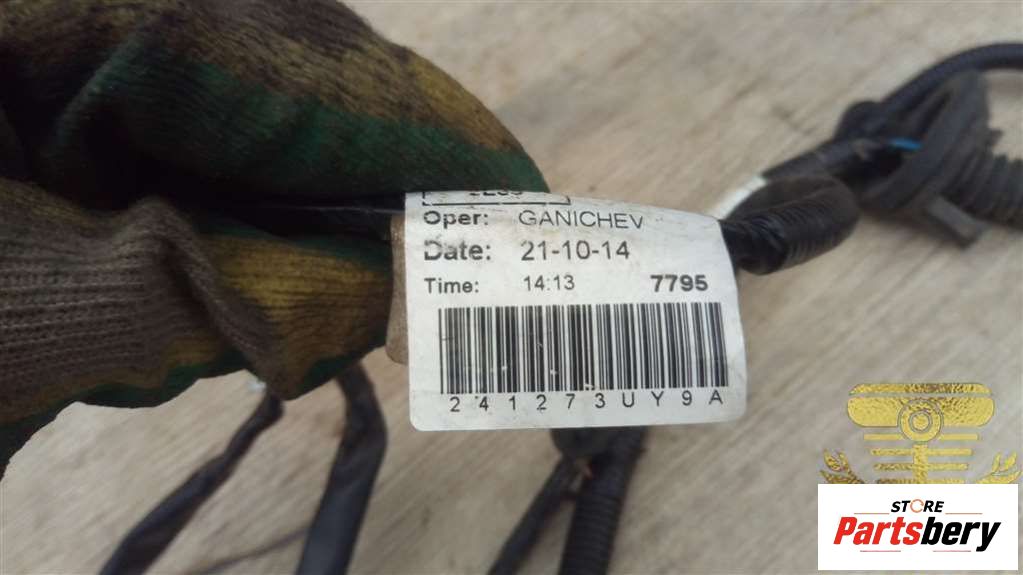 Oper: GANICHEV
Date: 21-10-14
Time: 14:13 7795
241273UY9A
STORE
Partsbery